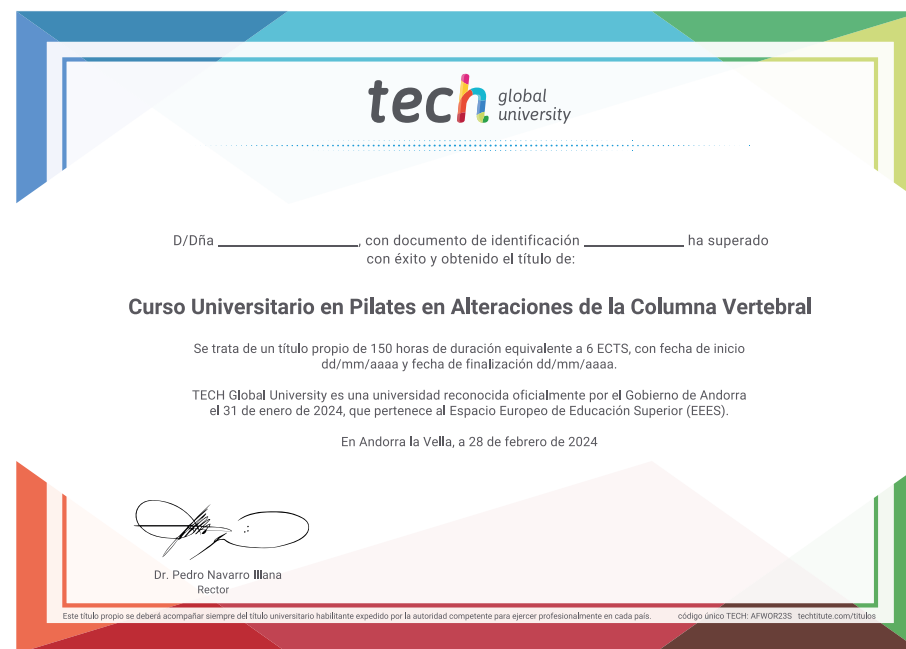 tech global university
D/Dña ____________________, con documento de identificación ______________ ha superado
con éxito y obtenido el título de:
Curso Universitario en Pilates en Alteraciones de la Columna Vertebral
Se trata de un título propio de 150 horas de duración equivalente a 6 ECTS, con fecha de inicio
dd/mm/aaaa y fecha de finalización dd/mm/aaaa.
TECH Global University es una universidad reconocida oficialmente por el Gobierno de Andorra
el 31 de enero de 2024, que pertenece al Espacio Europeo de Educación Superior (EEES).
En Andorra la Vella, a 28 de febrero de 2024
Dr. Pedro Navarro Illana
Rector
Este título propio se deberá acompañar siempre del título universitario habilitante expedido por la autoridad competente para ejercer profesionalmente en cada país. código único TECH: AFWOR23S techtitute.com/titulos